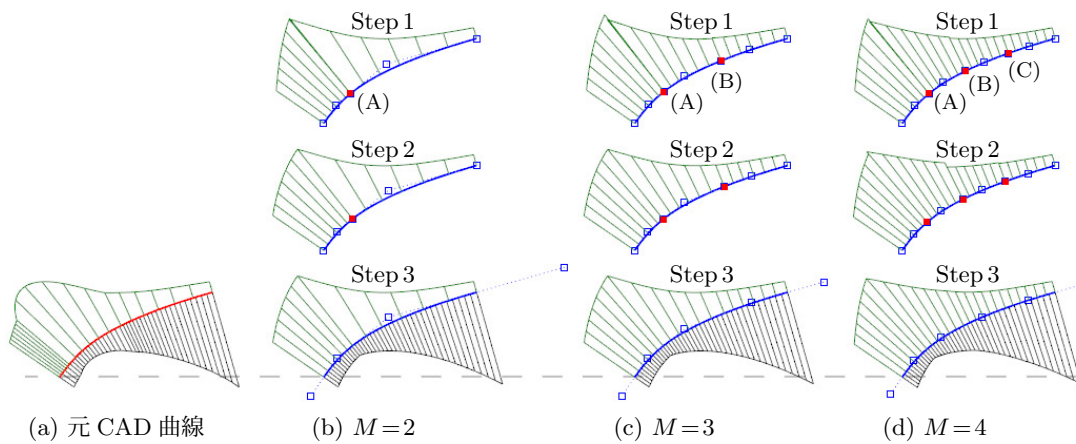 Step 1 Step 1 Step 1
(A) (A) (B) (A) (B) (C)
Step 2 Step 2 Step 2
Step 3 Step 3 Step 3
(a) 元 CAD 曲線 (b) M=2 (c) M=3 (d) M=4